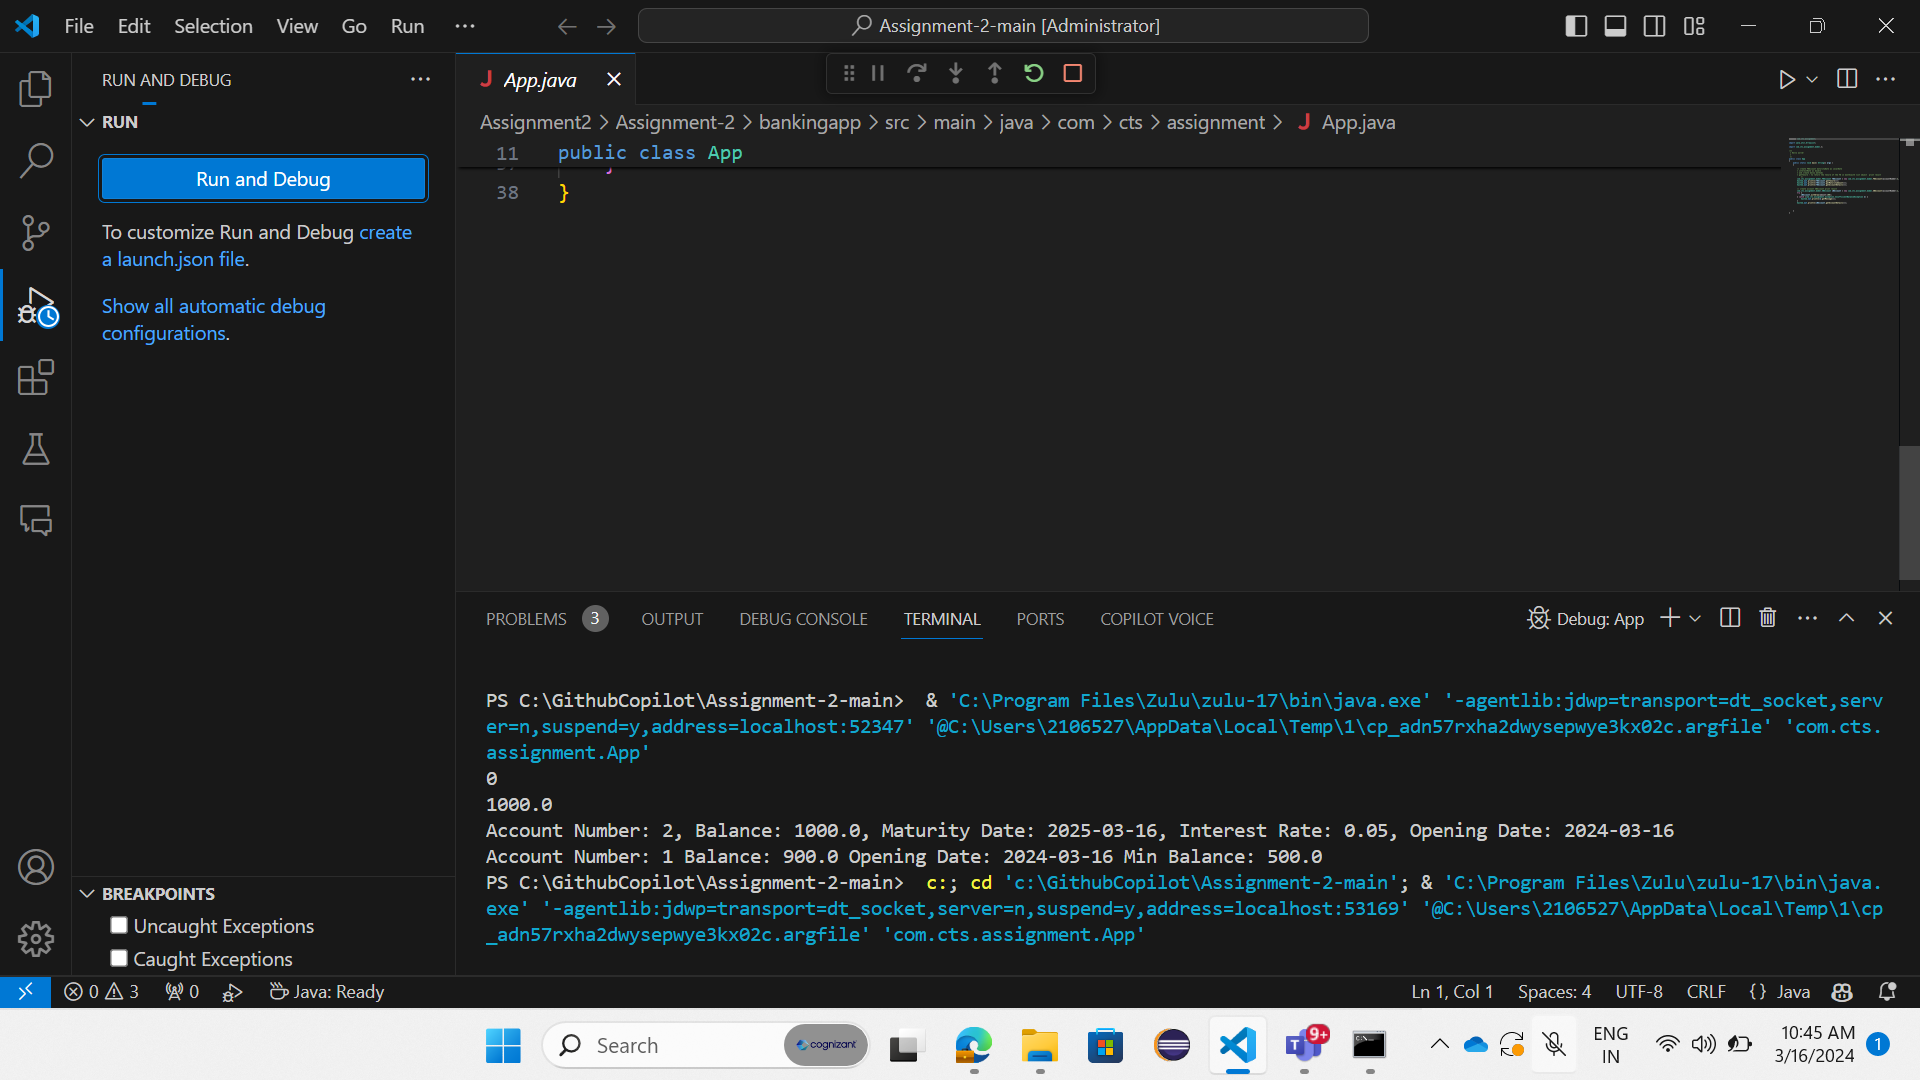 File Edit Selection View Go Run ··· Assignment-2-main [Administrator]
RUN AND DEBUG ···
RUN
Run and Debug
To customize Run and Debug create
a launch.json file.
Show all automatic debug
configurations.
BREAKPOINTS
Uncaught Exceptions
Caught Exceptions
J App.java
Assignment2 > Assignment-2 > bankingapp > src > main > java > com > cts > assignment > J App.java
11 public class App
38 }
PROBLEMS 3 OUTPUT DEBUG CONSOLE TERMINAL PORTS COPILOT VOICE Debug: App
PS C:\GithubCopilot\Assignment-2-main>  & 'C:\Program Files\Zulu\zulu-17\bin\java.exe' '-agentlib:jdwp=transport=dt_socket,serv
er=n,suspend=y,address=localhost:52347' '@C:\Users\2106527\AppData\Local\Temp\1\cp_adn57rxha2dwysepwye3kx02c.argfile' 'com.cts.
assignment.App'
0
1000.0
Account Number: 2, Balance: 1000.0, Maturity Date: 2025-03-16, Interest Rate: 0.05, Opening Date: 2024-03-16
Account Number: 1 Balance: 900.0 Opening Date: 2024-03-16 Min Balance: 500.0
PS C:\GithubCopilot\Assignment-2-main>  c:; cd 'c:\GithubCopilot\Assignment-2-main'; & 'C:\Program Files\Zulu\zulu-17\bin\java.
exe' '-agentlib:jdwp=transport=dt_socket,server=n,suspend=y,address=localhost:53169' '@C:\Users\2106527\AppData\Local\Temp\1\cp
_adn57rxha2dwysepwye3kx02c.argfile' 'com.cts.assignment.App'
0 3 0 Java: Ready Ln 1, Col 1 Spaces: 4 UTF-8 CRLF {} Java
Search cognizant 9+ ENG
IN
10:45 AM
3/16/2024 1